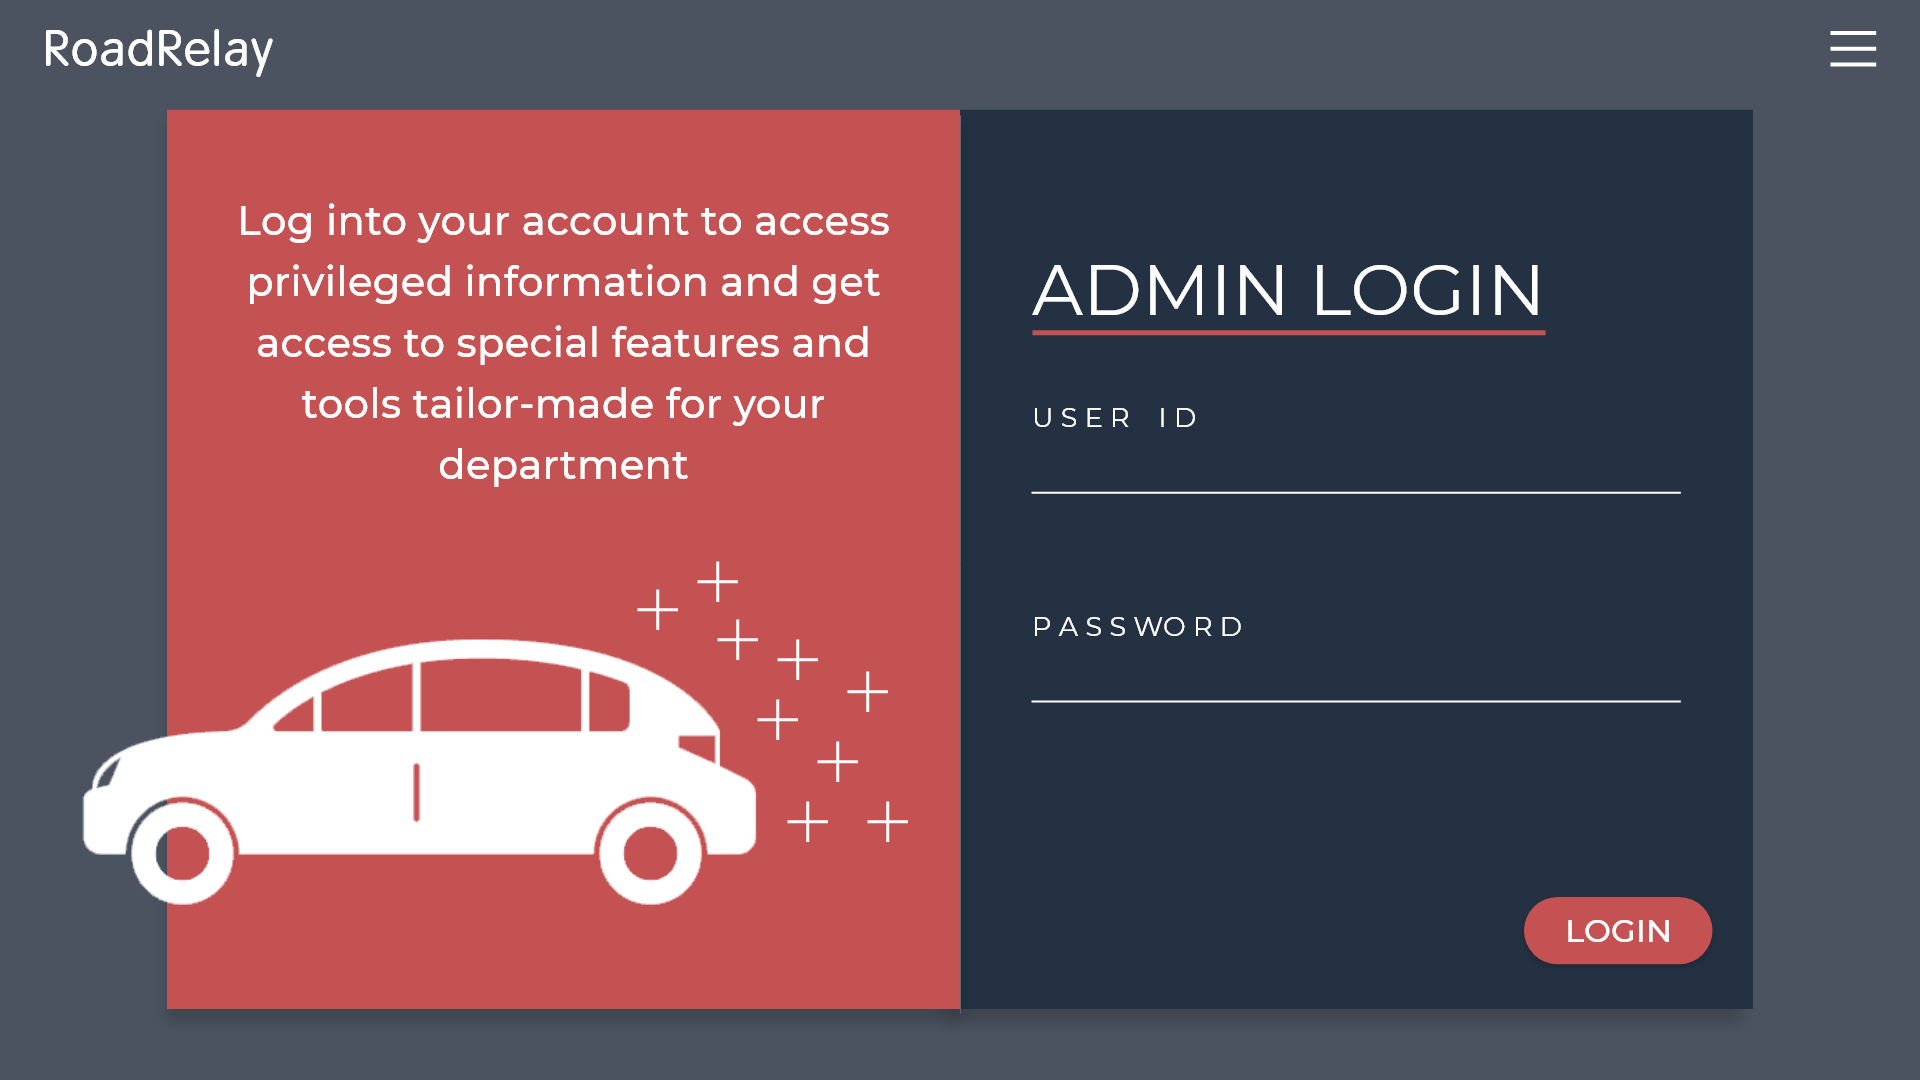 RoadRelay
Log into your account to access
privileged information and get
access to special features and
tools tailor-made for your
department
ADMIN LOGIN
USER ID
PASSWORD
LOGIN